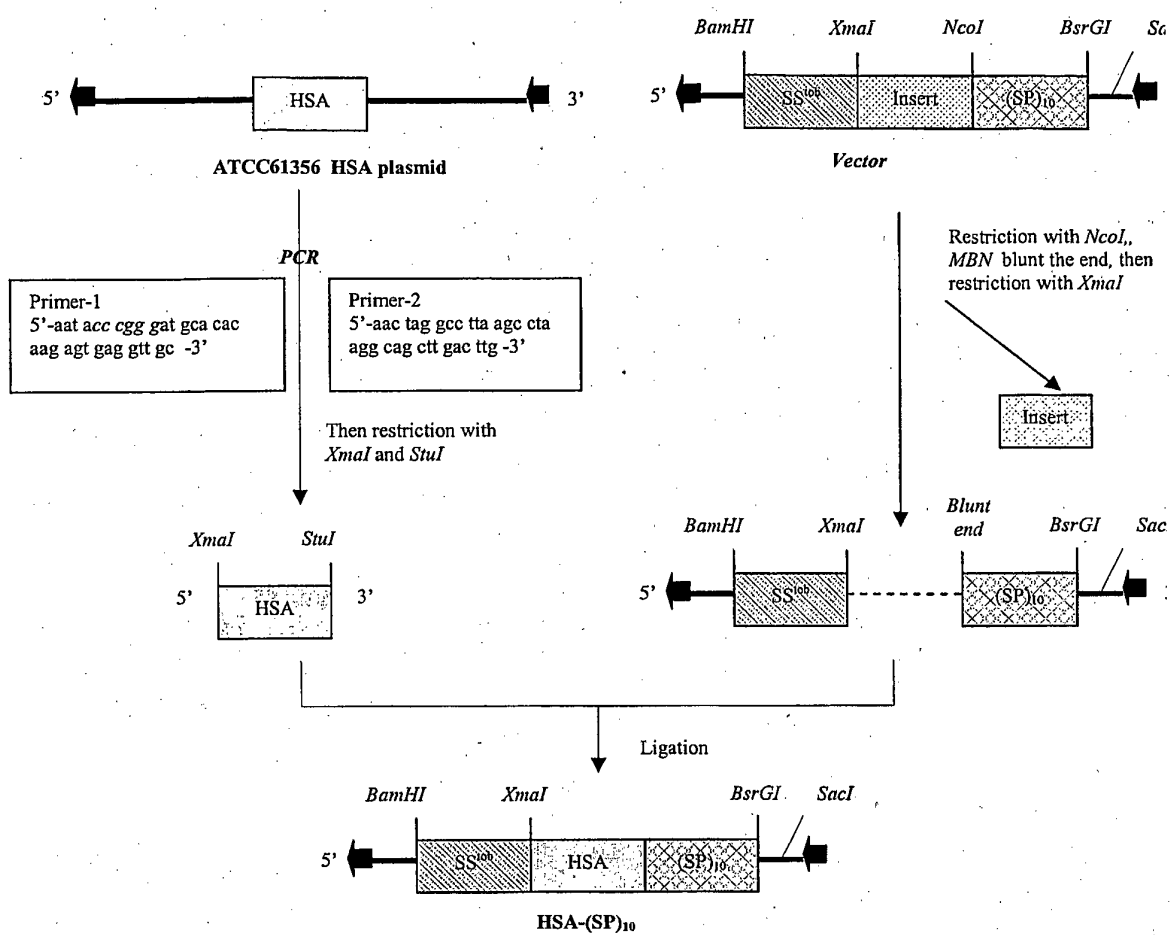 BamHI XmaI NcoI BsrGI
5' HSA 3'
5' SStob Insert (SP)10
ATCC61356 HSA plasmid
Vector
PCR
Primer-1
5'-aat acc cgg gat gca cac
aag agt gag gtt gc -3'
Primer-2
5'-aac tag gcc tta agc cta
agg cag ctt gac ttg -3'
Restriction with NcoI,,
MBN blunt the end, then
restriction with XmaI
Insert
Then restriction with
XmaI and StuI
XmaI StuI
5' HSA 3'
BamHI XmaI Blunt
end BsrGI
5' SStob (SP)10
Ligation
BamHI XmaI BsrGI SacI
5' SStob HSA (SP)10
HSA-(SP)10